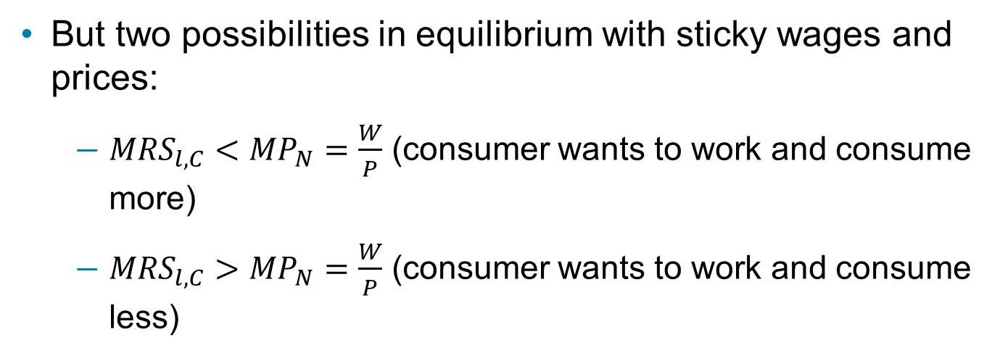 • But two possibilities in equilibrium with sticky wages and
prices:
– MRS_{l,C} < MP_N = \frac{W}{P} (consumer wants to work and consume
more)
– MRS_{l,C} > MP_N = \frac{W}{P} (consumer wants to work and consume
less)